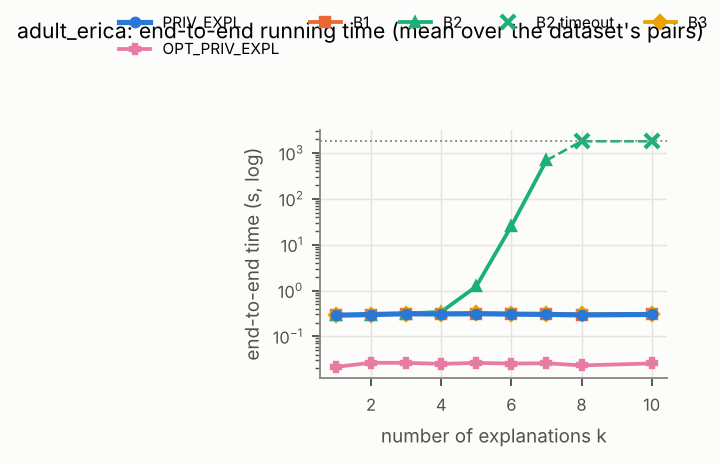 PRIV_EXPL B1 B2 B2 timeout B3
adult_erica: end-to-end running time (mean over the dataset's pairs)
OPT_PRIV_EXPL
end-to-end time (s, log)
10³
10²
10¹
10⁰
10⁻¹
2 4 6 8 10
number of explanations k